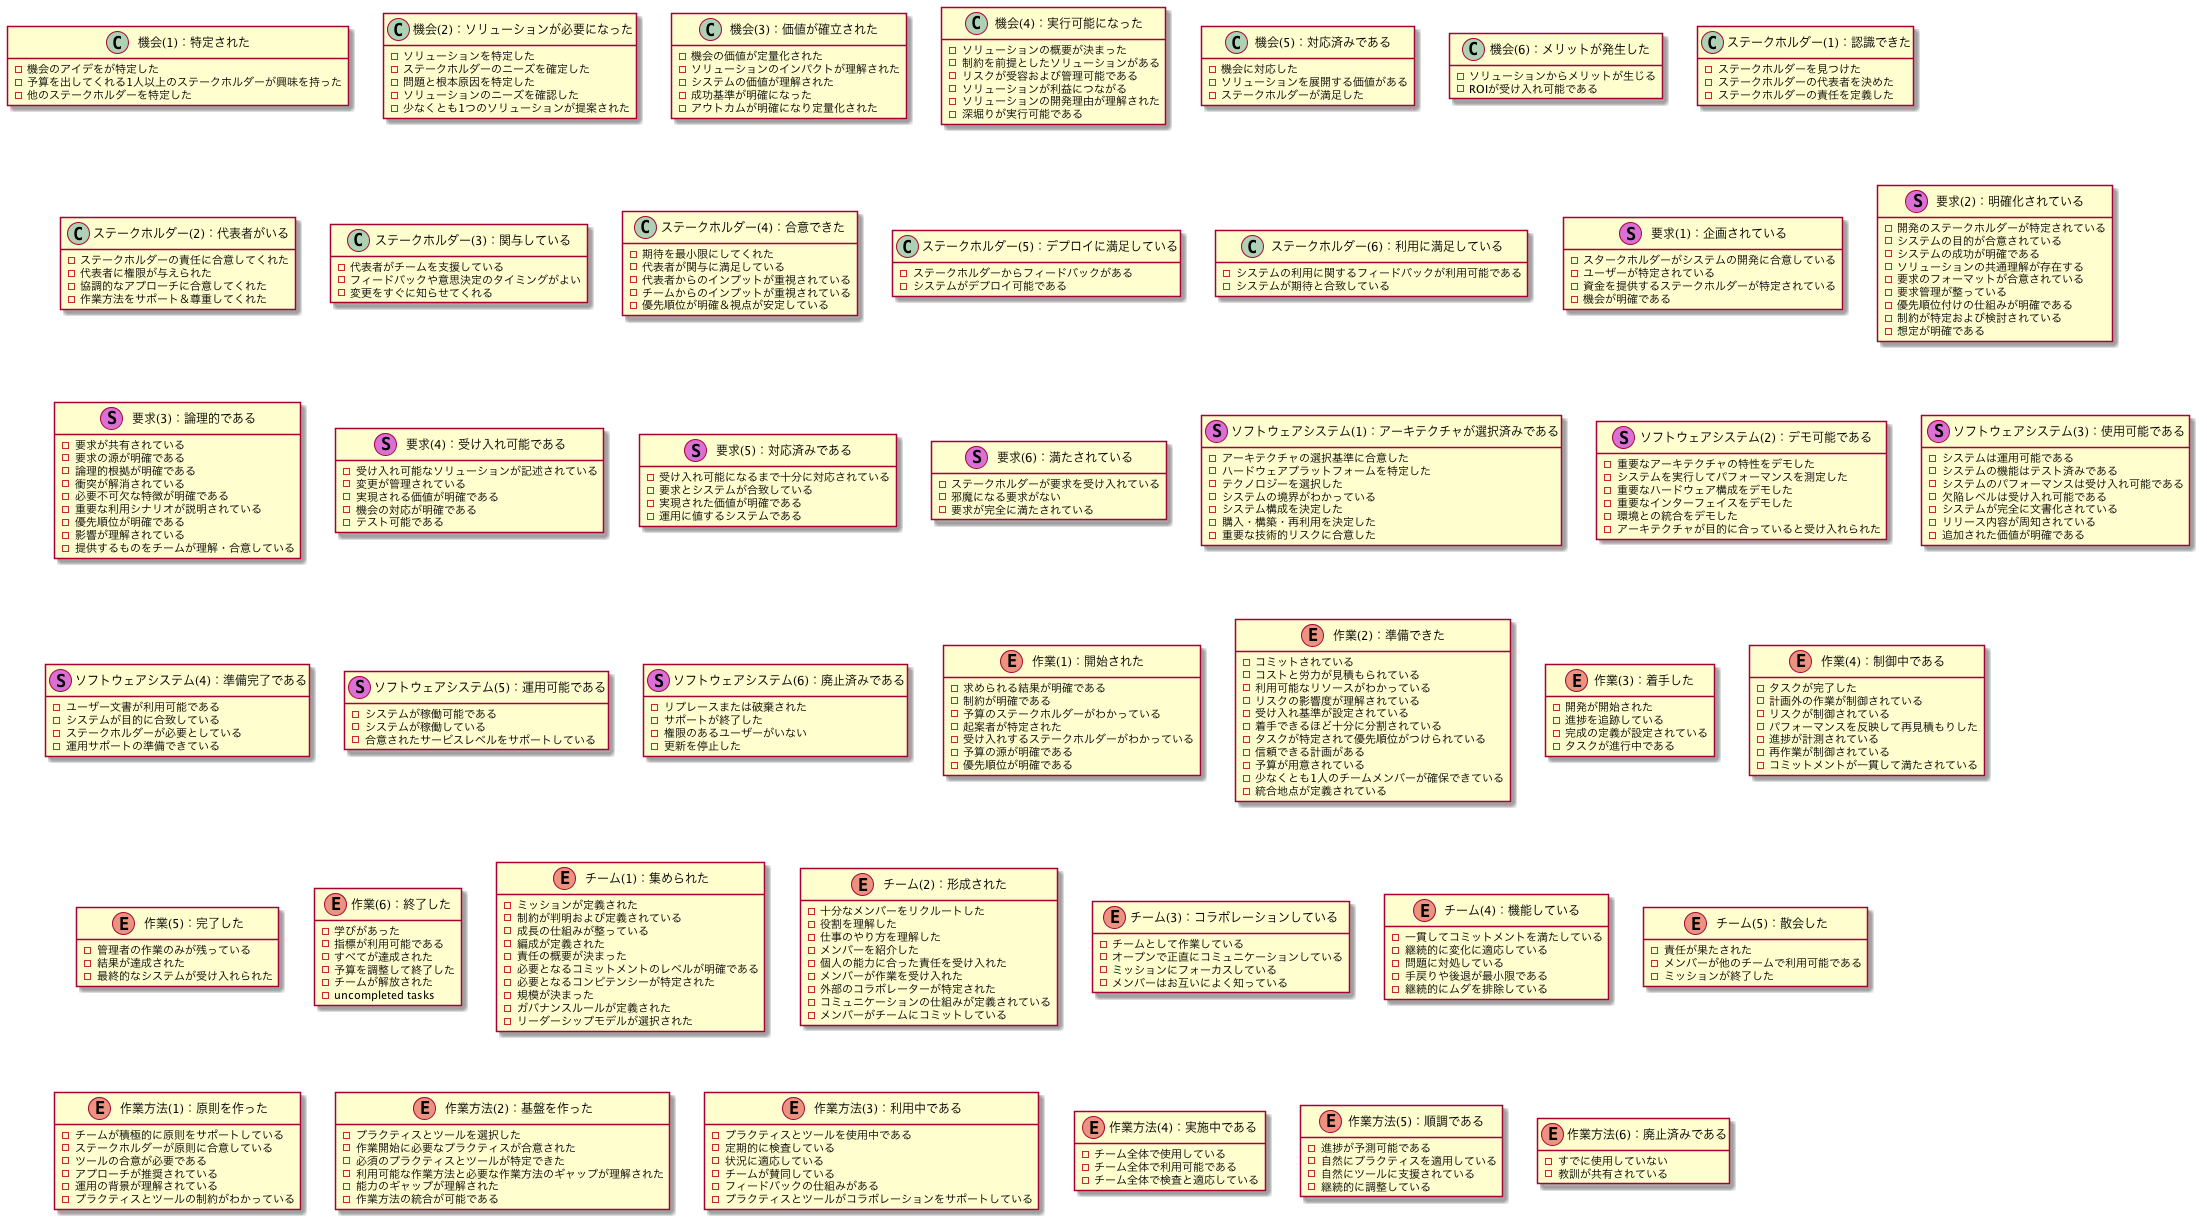 C 機会(1)：特定された
機会のアイデをが特定した
予算を出してくれる1人以上のステークホルダーが興味を持った
他のステークホルダーを特定した
C 機会(2)：ソリューションが必要になった
ソリューションを特定した
ステークホルダーのニーズを確定した
問題と根本原因を特定した
ソリューションのニーズを確認した
少なくとも1つのソリューションが提案された
C 機会(3)：価値が確立された
機会の価値が定量化された
ソリューションのインパクトが理解された
システムの価値が理解された
成功基準が明確になった
アウトカムが明確になり定量化された
C 機会(4)：実行可能になった
ソリューションの概要が決まった
制約を前提としたソリューションがある
リスクが受容および管理可能である
ソリューションが利益につながる
ソリューションの開発理由が理解された
深堀りが実行可能である
C 機会(5)：対応済みである
機会に対応した
ソリューションを展開する価値がある
ステークホルダーが満足した
C 機会(6)：メリットが発生した
ソリューションからメリットが生じる
ROIが受け入れ可能である
C ステークホルダー(1)：認識できた
ステークホルダーを見つけた
ステークホルダーの代表者を決めた
ステークホルダーの責任を定義した
C ステークホルダー(2)：代表者がいる
ステークホルダーの責任に合意してくれた
代表者に権限が与えられた
協調的なアプローチに合意してくれた
作業方法をサポート＆尊重してくれた
C ステークホルダー(3)：関与している
代表者がチームを支援している
フィードバックや意思決定のタイミングがよい
変更をすぐに知らせてくれる
C ステークホルダー(4)：合意できた
期待を最小限にしてくれた
代表者が関与に満足している
代表者からのインプットが重視されている
チームからのインプットが重視されている
優先順位が明確＆視点が安定している
C ステークホルダー(5)：デプロイに満足している
ステークホルダーからフィードバックがある
システムがデプロイ可能である
C ステークホルダー(6)：利用に満足している
システムの利用に関するフィードバックが利用可能である
システムが期待と合致している
S 要求(1)：企画されている
スタークホルダーがシステムの開発に合意している
ユーザーが特定されている
資金を提供するステークホルダーが特定されている
機会が明確である
S 要求(2)：明確化されている
開発のステークホルダーが特定されている
システムの目的が合意されている
システムの成功が明確である
ソリューションの共通理解が存在する
要求のフォーマットが合意されている
要求管理が整っている
優先順位付けの仕組みが明確である
制約が特定および検討されている
想定が明確である
S 要求(3)：論理的である
要求が共有されている
要求の源が明確である
論理的根拠が明確である
衝突が解消されている
必要不可欠な特徴が明確である
重要な利用シナリオが説明されている
優先順位が明確である
影響が理解されている
提供するものをチームが理解・合意している
S 要求(4)：受け入れ可能である
受け入れ可能なソリューションが記述されている
変更が管理されている
実現される価値が明確である
機会の対応が明確である
テスト可能である
S 要求(5)：対応済みである
受け入れ可能になるまで十分に対応されている
要求とシステムが合致している
実現された価値が明確である
運用に値するシステムである
S 要求(6)：満たされている
ステークホルダーが要求を受け入れている
邪魔になる要求がない
要求が完全に満たされている
S ソフトウェアシステム(1)：アーキテクチャが選択済みである
アーキテクチャの選択基準に合意した
ハードウェアプラットフォームを特定した
テクノロジーを選択した
システムの境界がわかっている
システム構成を決定した
購入・構築・再利用を決定した
重要な技術的リスクに合意した
S ソフトウェアシステム(2)：デモ可能である
重要なアーキテクチャの特性をデモした
システムを実行してパフォーマンスを測定した
重要なハードウェア構成をデモした
重要なインターフェイスをデモした
環境との統合をデモした
アーキテクチャが目的に合っていると受け入れられた
S ソフトウェアシステム(3)：使用可能である
システムは運用可能である
システムの機能はテスト済みである
システムのパフォーマンスは受け入れ可能である
欠陥レベルは受け入れ可能である
システムが完全に文書化されている
リリース内容が周知されている
追加された価値が明確である
S ソフトウェアシステム(4)：準備完了である
ユーザー文書が利用可能である
システムが目的に合致している
ステークホルダーが必要としている
運用サポートの準備できている
S ソフトウェアシステム(5)：運用可能である
システムが稼働可能である
システムが稼働している
合意されたサービスレベルをサポートしている
S ソフトウェアシステム(6)：廃止済みである
リプレースまたは破棄された
サポートが終了した
権限のあるユーザーがいない
更新を停止した
E 作業(1)：開始された
求められる結果が明確である
制約が明確である
予算のステークホルダーがわかっている
起案者が特定された
受け入れするステークホルダーがわかっている
予算の源が明確である
優先順位が明確である
E 作業(2)：準備できた
コミットされている
コストと労力が見積もられている
利用可能なリソースがわかっている
リスクの影響度が理解されている
受け入れ基準が設定されている
着手できるほど十分に分割されている
タスクが特定されて優先順位がつけられている
信頼できる計画がある
予算が用意されている
少なくとも1人のチームメンバーが確保できている
統合地点が定義されている
E 作業(3)：着手した
開発が開始された
進捗を追跡している
完成の定義が設定されている
タスクが進行中である
E 作業(4)：制御中である
タスクが完了した
計画外の作業が制御されている
リスクが制御されている
パフォーマンスを反映して再見積もりした
進捗が計測されている
再作業が制御されている
コミットメントが一貫して満たされている
E 作業(5)：完了した
管理者の作業のみが残っている
結果が達成された
最終的なシステムが受け入れられた
E 作業(6)：終了した
学びがあった
指標が利用可能である
すべてが達成された
予算を調整して終了した
チームが解放された
uncompleted tasks
E チーム(1)：集められた
ミッションが定義された
制約が判明および定義されている
成長の仕組みが整っている
編成が定義された
責任の概要が決まった
必要となるコミットメントのレベルが明確である
必要となるコンピテンシーが特定された
規模が決まった
ガバナンスルールが定義された
リーダーシップモデルが選択された
E チーム(2)：形成された
十分なメンバーをリクルートした
役割を理解した
仕事のやり方を理解した
メンバーを紹介した
個人の能力に合った責任を受け入れた
メンバーが作業を受け入れた
外部のコラボレーターが特定された
コミュニケーションの仕組みが定義されている
メンバーがチームにコミットしている
E チーム(3)：コラボレーションしている
チームとして作業している
オープンで正直にコミュニケーションしている
ミッションにフォーカスしている
メンバーはお互いによく知っている
E チーム(4)：機能している
一貫してコミットメントを満たしている
継続的に変化に適応している
問題に対処している
手戻りや後退が最小限である
継続的にムダを排除している
E チーム(5)：散会した
責任が果たされた
メンバーが他のチームで利用可能である
ミッションが終了した
E 作業方法(1)：原則を作った
チームが積極的に原則をサポートしている
ステークホルダーが原則に合意している
ツールの合意が必要である
アプローチが推奨されている
運用の背景が理解されている
プラクティスとツールの制約がわかっている
E 作業方法(2)：基盤を作った
プラクティスとツールを選択した
作業開始に必要なプラクティスが合意された
必須のプラクティスとツールが特定できた
利用可能な作業方法と必要な作業方法のギャップが理解された
能力のギャップが理解された
作業方法の統合が可能である
E 作業方法(3)：利用中である
プラクティスとツールを使用中である
定期的に検査している
状況に適応している
チームが賛同している
フィードバックの仕組みがある
プラクティスとツールがコラボレーションをサポートしている
E 作業方法(4)：実施中である
チーム全体で使用している
チーム全体で利用可能である
チーム全体で検査と適応している
E 作業方法(5)：順調である
進捗が予測可能である
自然にプラクティスを適用している
自然にツールに支援されている
継続的に調整している
E 作業方法(6)：廃止済みである
すでに使用していない
教訓が共有されている